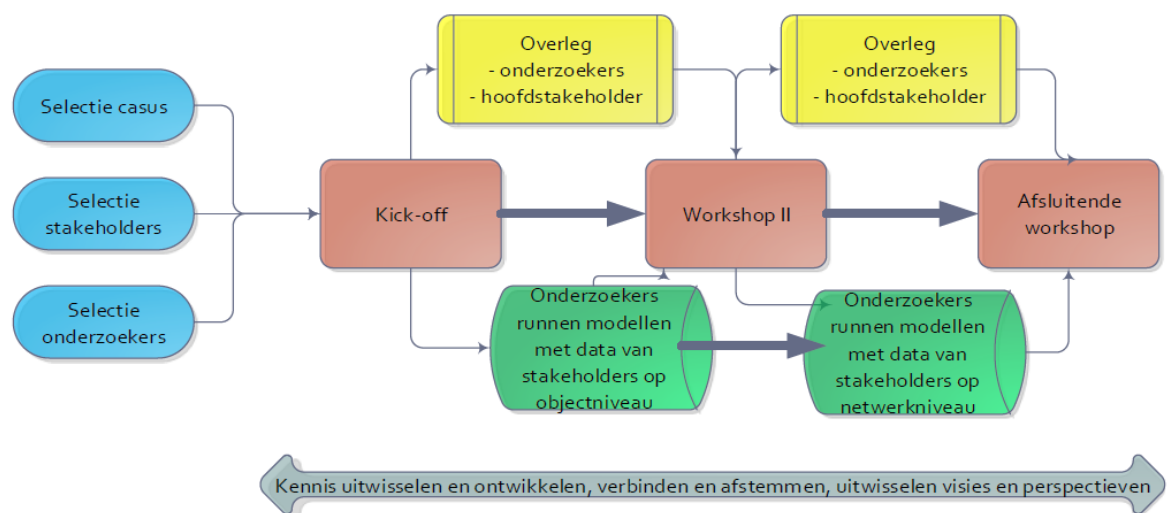 Selectie casus
Selectie
stakeholders
Selectie
onderzoekers
Kick-off
Overleg
- onderzoekers
- hoofdstakeholder
Onderzoekers
runnen modellen
met data van
stakeholders op
objectniveau
Workshop II
Overleg
- onderzoekers
- hoofdstakeholder
Onderzoekers
runnen modellen
met data van
stakeholders op
netwerkniveau
Afsluitende
workshop
Kennis uitwisselen en ontwikkelen, verbinden en afstemmen, uitwisselen visies en perspectieven